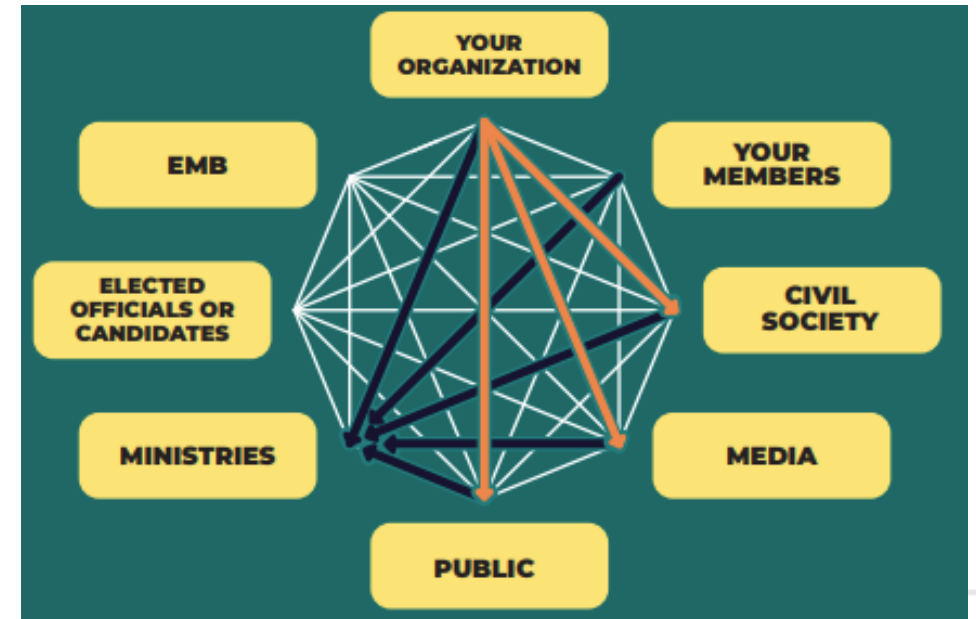 YOUR
ORGANIZATION
EMB
YOUR
MEMBERS
ELECTED
OFFICIALS OR
CANDIDATES
CIVIL
SOCIETY
MINISTRIES
MEDIA
PUBLIC